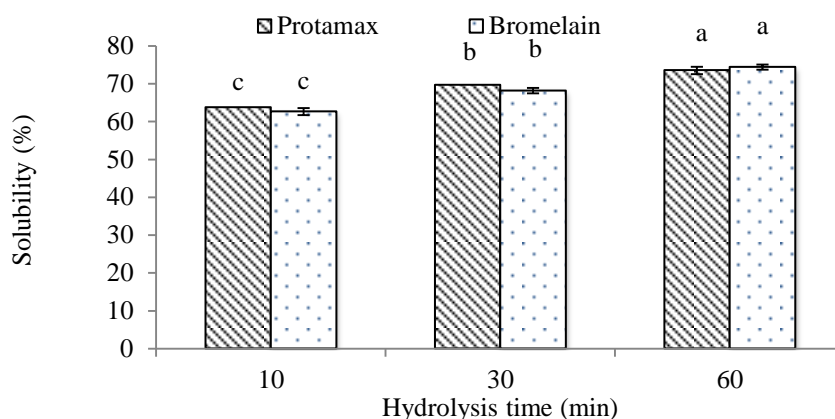 Protamax Bromelain
a a
b b
c c
80
70
60
50
40
30
20
10
0
Solubility (%)
10 30 60
Hydrolysis time (min)